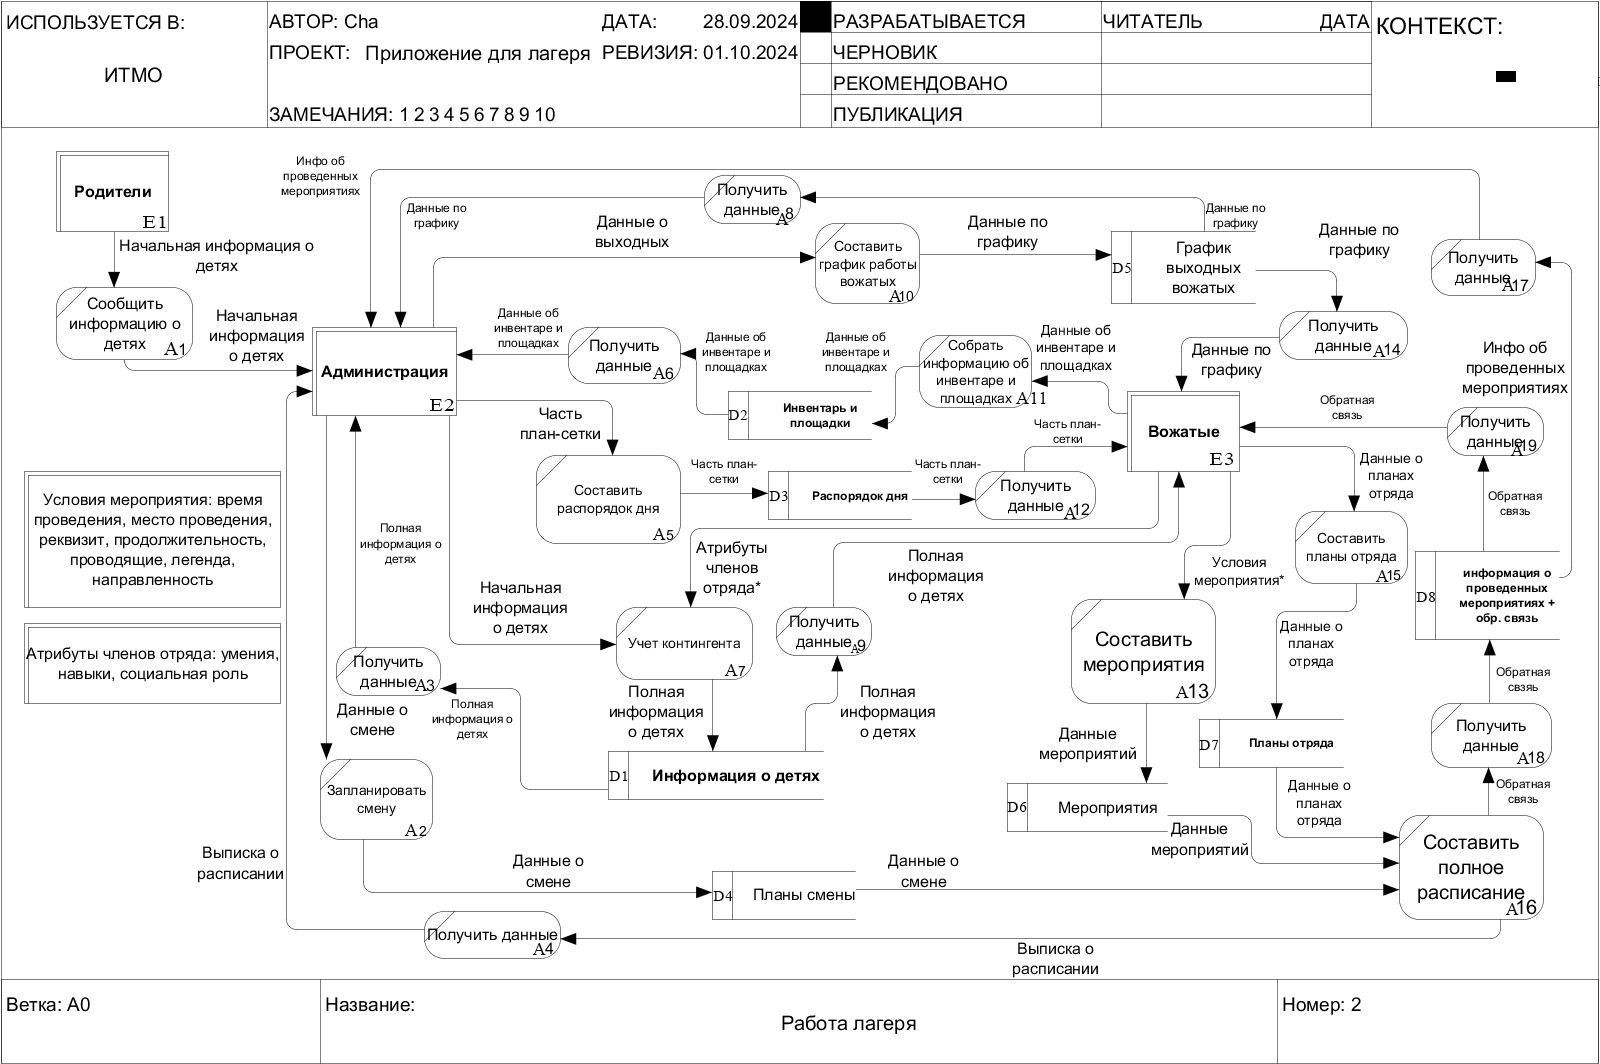 ИСПОЛЬЗУЕТСЯ В:
ИТМО
АВТОР: Cha
ДАТА: 28.09.2024
ПРОЕКТ: Приложение для лагеря
РЕВИЗИЯ: 01.10.2024
ЗАМЕЧАНИЯ: 1 2 3 4 5 6 7 8 9 10
РАЗРАБАТЫВАЕТСЯ
ЧЕРНОВИК
РЕКОМЕНДОВАНО
ПУБЛИКАЦИЯ
ЧИТАТЕЛЬ
ДАТА
КОНТЕКСТ:
Родители
E1
Начальная информация о
детях
Сообщить
информацию о
детях
A1
Начальная
информация
о детях
Инфо об
проведенных
мероприятиях
Данные по
графику
Получить
данные
A8
Данные по
графику
Данные о
выходных
Составить
график работы
вожатых
A10
Данные по
графику
D5
График
выходных
вожатых
Данные по
графику
Получить
данные
A17
Администрация
E2
Данные об
инвентаре и
площадках
Получить
данные
A6
Данные об
инвентаре и
площадках
D2
Инвентарь и
площадки
Данные об
инвентаре и
площадках
Собрать
информацию об
инвентаре и
площадках
A11
Данные об
инвентаре и
площадках
Получить
данные
A14
Данные по
графику
Вожатые
E3
Инфо об
проведенных
мероприятиях
Обратная
связь
Получить
данные
A19
Часть
план-сетки
Составить
распорядок дня
A5
Часть план-
сетки
D3
Распорядок дня
Часть план-
сетки
Получить
данные
A12
Часть план-
сетки
Данные о
планах
отряда
Обратная
связь
Условия мероприятия: время
проведения, место проведения,
реквизит, продолжительность,
проводящие, легенда,
направленность
Атрибуты членов отряда: умения,
навыки, социальная роль
Полная
информация о
детях
Начальная
информация
о детях
Атрибуты
членов
отряда*
Учет контингента
A7
Получить
данные
A9
Полная
информация
о детях
Условия
мероприятия*
Составить
планы отряда
A15
D8
информация о
проведенных
мероприятиях +
обр. связь
Составить
мероприятия
A13
Данные о
планах
отряда
Получить
данные
A3
Полная
информация о
детях
Полная
информация
о детях
Полная
информация
о детях
Обратная
свзяь
Данные о
смене
D1
Информация о детях
Данные
мероприятий
D7
Планы отряда
Получить
данные
A18
Запланировать
смену
A2
D6
Мероприятия
Данные
мероприятий
Данные о
планах
отряда
Обратная
связь
Составить
полное
расписание
A16
Выписка о
расписании
Данные о
смене
D4
Планы смены
Данные о
смене
Получить данные
A4
Выписка о
расписании
Ветка: A0
Название:
Работа лагеря
Номер: 2